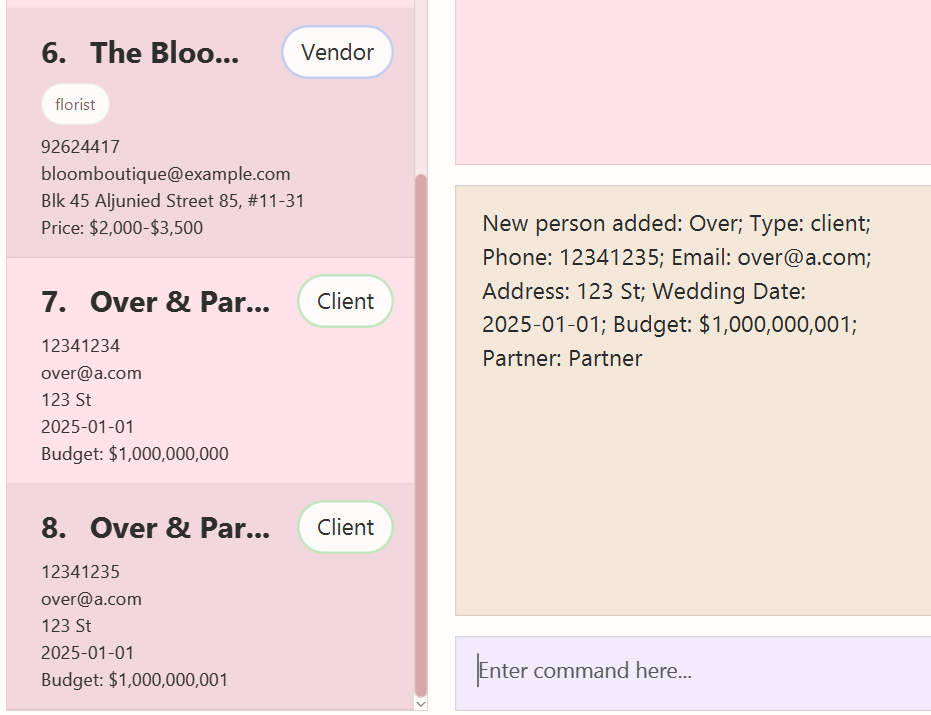 6. The Bloo...
Vendor
florist
92624417
bloomboutique@example.com
Blk 45 Aljunied Street 85, #11-31
Price: $2,000-$3,500
7. Over & Par...
Client
12341234
over@a.com
123 St
2025-01-01
Budget: $1,000,000,000
8. Over & Par...
Client
12341235
over@a.com
123 St
2025-01-01
Budget: $1,000,000,001
New person added: Over; Type: client;
Phone: 12341235; Email: over@a.com;
Address: 123 St; Wedding Date:
2025-01-01; Budget: $1,000,000,001;
Partner: Partner
Enter command here...